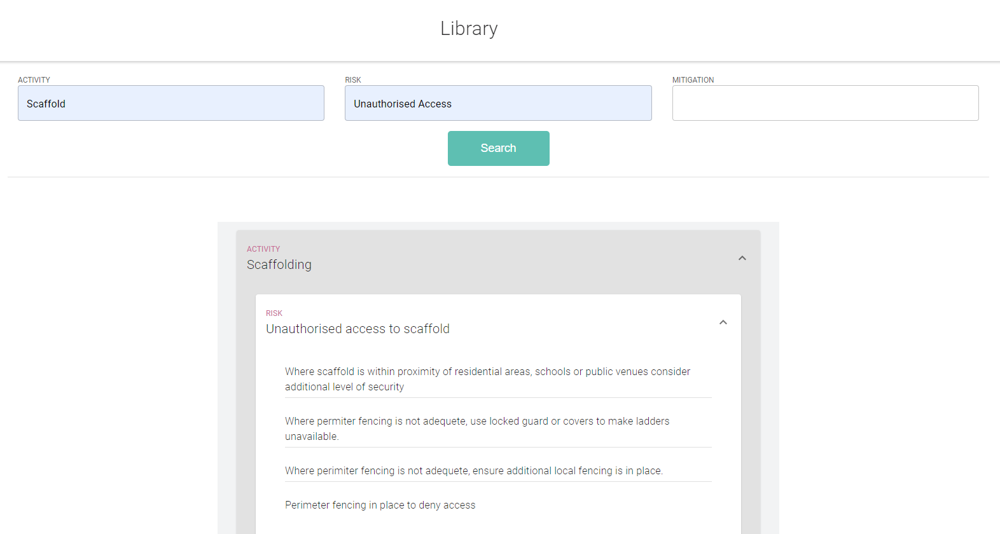 Library
ACTIVITY
RISK
MITIGATION
Scaffold
Unauthorised Access
Search
ACTIVITY
Scaffolding
RISK
Unauthorised access to scaffold
Where scaffold is within proximity of residential areas, schools or public venues consider
additional level of security
Where permiter fencing is not adequete, use locked guard or covers to make ladders
unavailable.
Where perimiter fencing is not adequete, ensure additional local fencing is in place.
Perimeter fencing in place to deny access